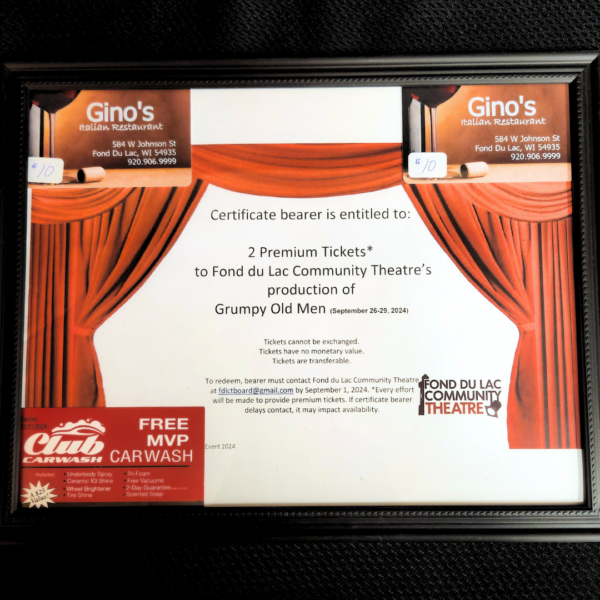 Gino's
Italian Restaurant
584 W Johnson St
Fond Du Lac, WI 54935
920.906.9999
$10
Gino's
Italian Restaurant
584 W Johnson St
Fond Du Lac, WI 54935
920.906.9999
$10
Certificate bearer is entitled to:
2 Premium Tickets*
to Fond du Lac Community Theatre's
production of
Grumpy Old Men (September 26-29, 2024)
Tickets cannot be exchanged.
Tickets have no monetary value.
Tickets are transferable.
To redeem, bearer must contact Fond du Lac Community Theatre
at fdlctboard@gmail.com by September 1, 2024. *Every effort
will be made to provide premium tickets. If certificate bearer
delays contact, it may impact availability.
FOND DU LAC
COMMUNITY
THEATRE
Event 2024
Club
CARWASH
FREE
MVP
CARWASH
Includes:
• Underbody Spray
• Ceramic X3 Shine
• Wheel Brightener
• Tire Shine
• Tri-Foam
• Free Vacuums
• 2-Day Guarantee
• Scented Soap
A $25
Value!